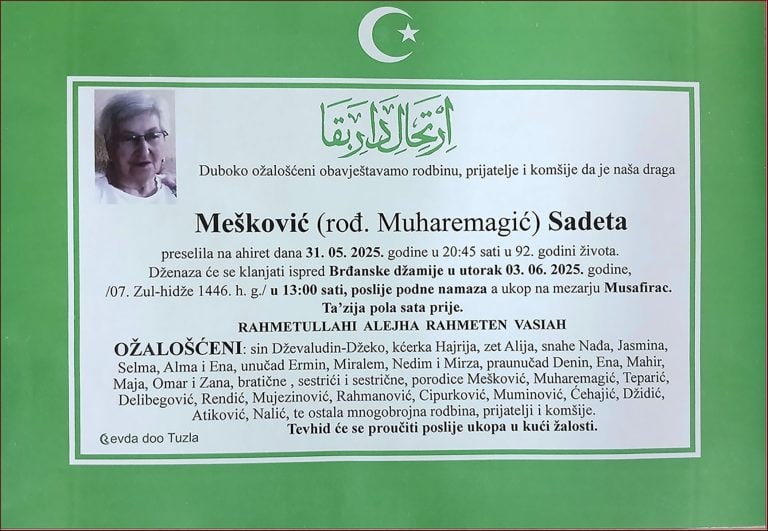 ارتحال دار بقا
Duboko ožalošćeni obavještavamo rodbinu, prijatelje i komšije da je naša draga
Mešković (rođ. Muharemagić) Sadeta
preselila na ahiret dana 31. 05. 2025. godine u 20:45 sati u 92. godini života.
Dženaza će se klanjati ispred Brđanske džamije u utorak 03. 06. 2025. godine,
/07. Zul-hidže 1446. h. g./ u 13:00 sati, poslije podne namaza a ukop na mezarju Musafirac.
Ta’zija pola sata prije.
RAHMETULLAHI ALEJHA RAHMETEN VASIAH
OŽALOŠĆENI: sin Dževaludin-Džeko, kćerka Hajrija, zet Alija, snahe Nada, Jasmina,
Selma, Alma i Ena, unučad Ermin, Miralem, Nedim i Mirza, praunučad Denin, Ena, Mahir,
Maja, Omar i Zana, bratične , sestrići i sestrične, porodice Mešković, Muharemagić, Teparić,
Delibegović, Rendić, Mujezinović, Rahmanović, Cipurković, Muminović, Ćehajić, Džidić,
Atiković, Nalić, te ostala mnogobrojna rodbina, prijatelji i komšije.
Tevhid će se proučiti poslije ukopa u kući žalosti.
Sevda doo Tuzla